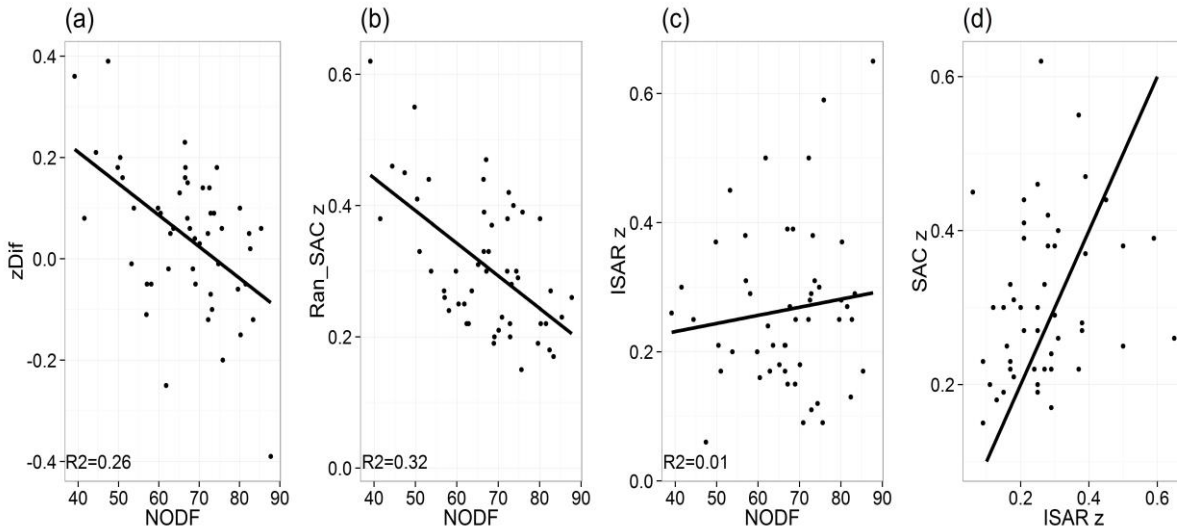 (a)
zDif
0.4
0.2
0.0
-0.2
-0.4
R2=0.26
40 50 60 70 80 90
NODF
(b)
Ran_SAC z
0.6
0.4
0.2
0.0
R2=0.32
40 50 60 70 80 90
NODF
(c)
ISAR z
0.6
0.4
0.2
0.0
R2=0.01
40 50 60 70 80 90
NODF
(d)
SAC z
0.6
0.4
0.2
0.2 0.4 0.6
ISAR z